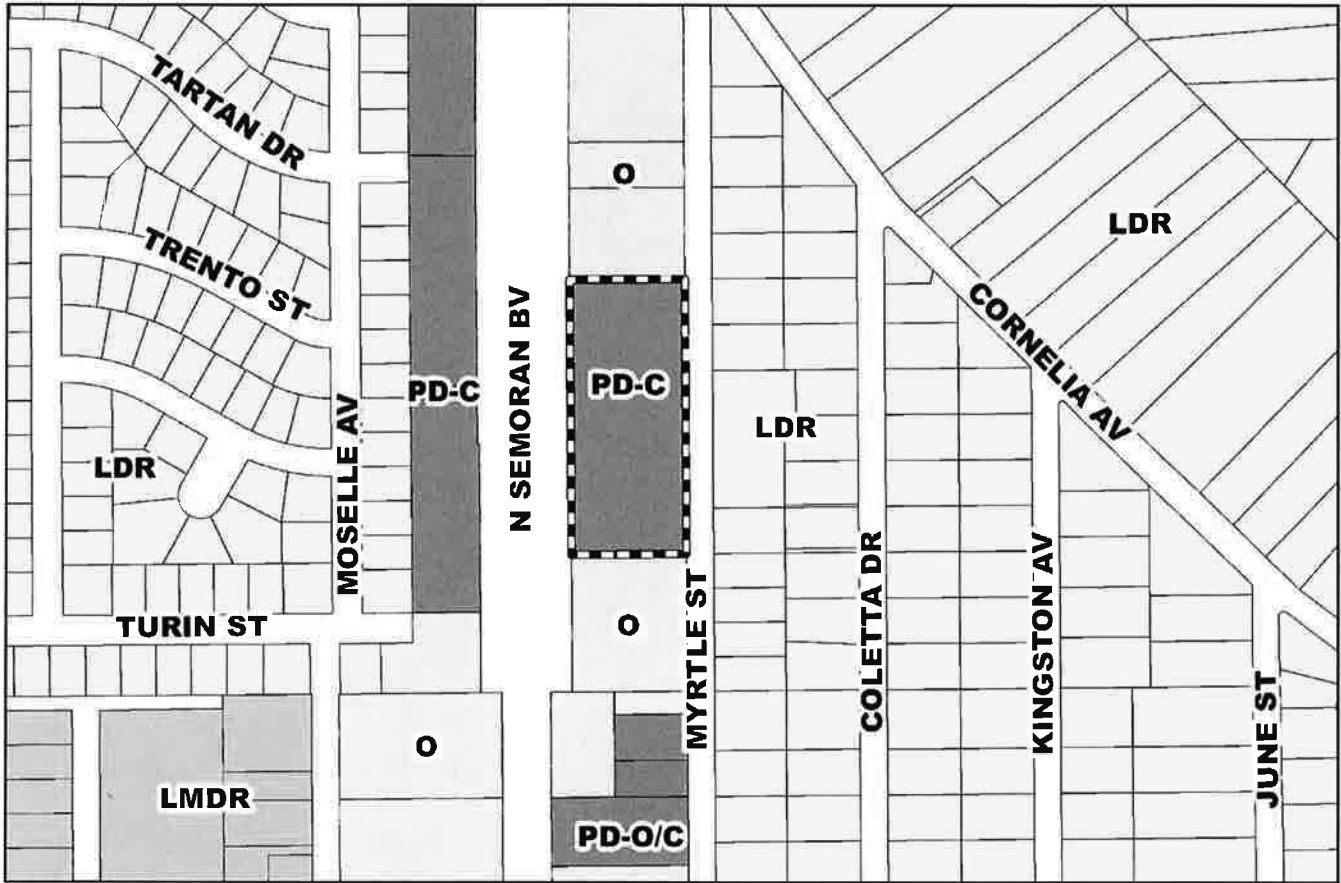 TARTAN DR
O
LDR
TRENTO ST
CORNELIA AV
N SEMORAN BV
PD-C
PD-C
MOSELLE AV
LDR
LDR
TURIN ST
O
MYRTLE ST
COLETTA DR
KINGSTON AV
JUNE ST
O
LMDR
PD-O/C